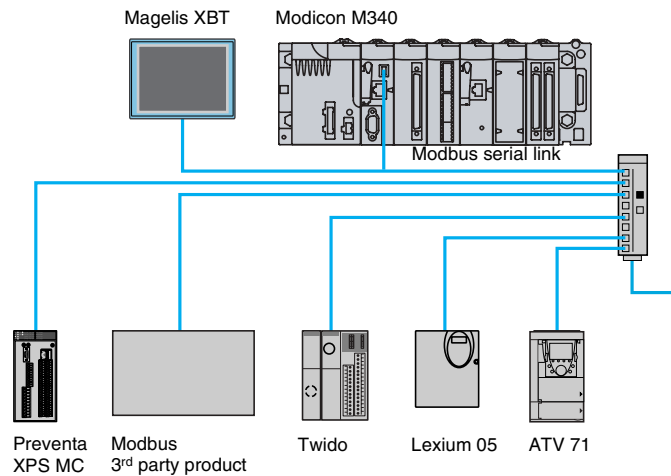 Magelis XBT
Modicon M340
Modbus serial link
Preventa
XPS MC
Modbus
3rd party product
Twido
Lexium 05
ATV 71